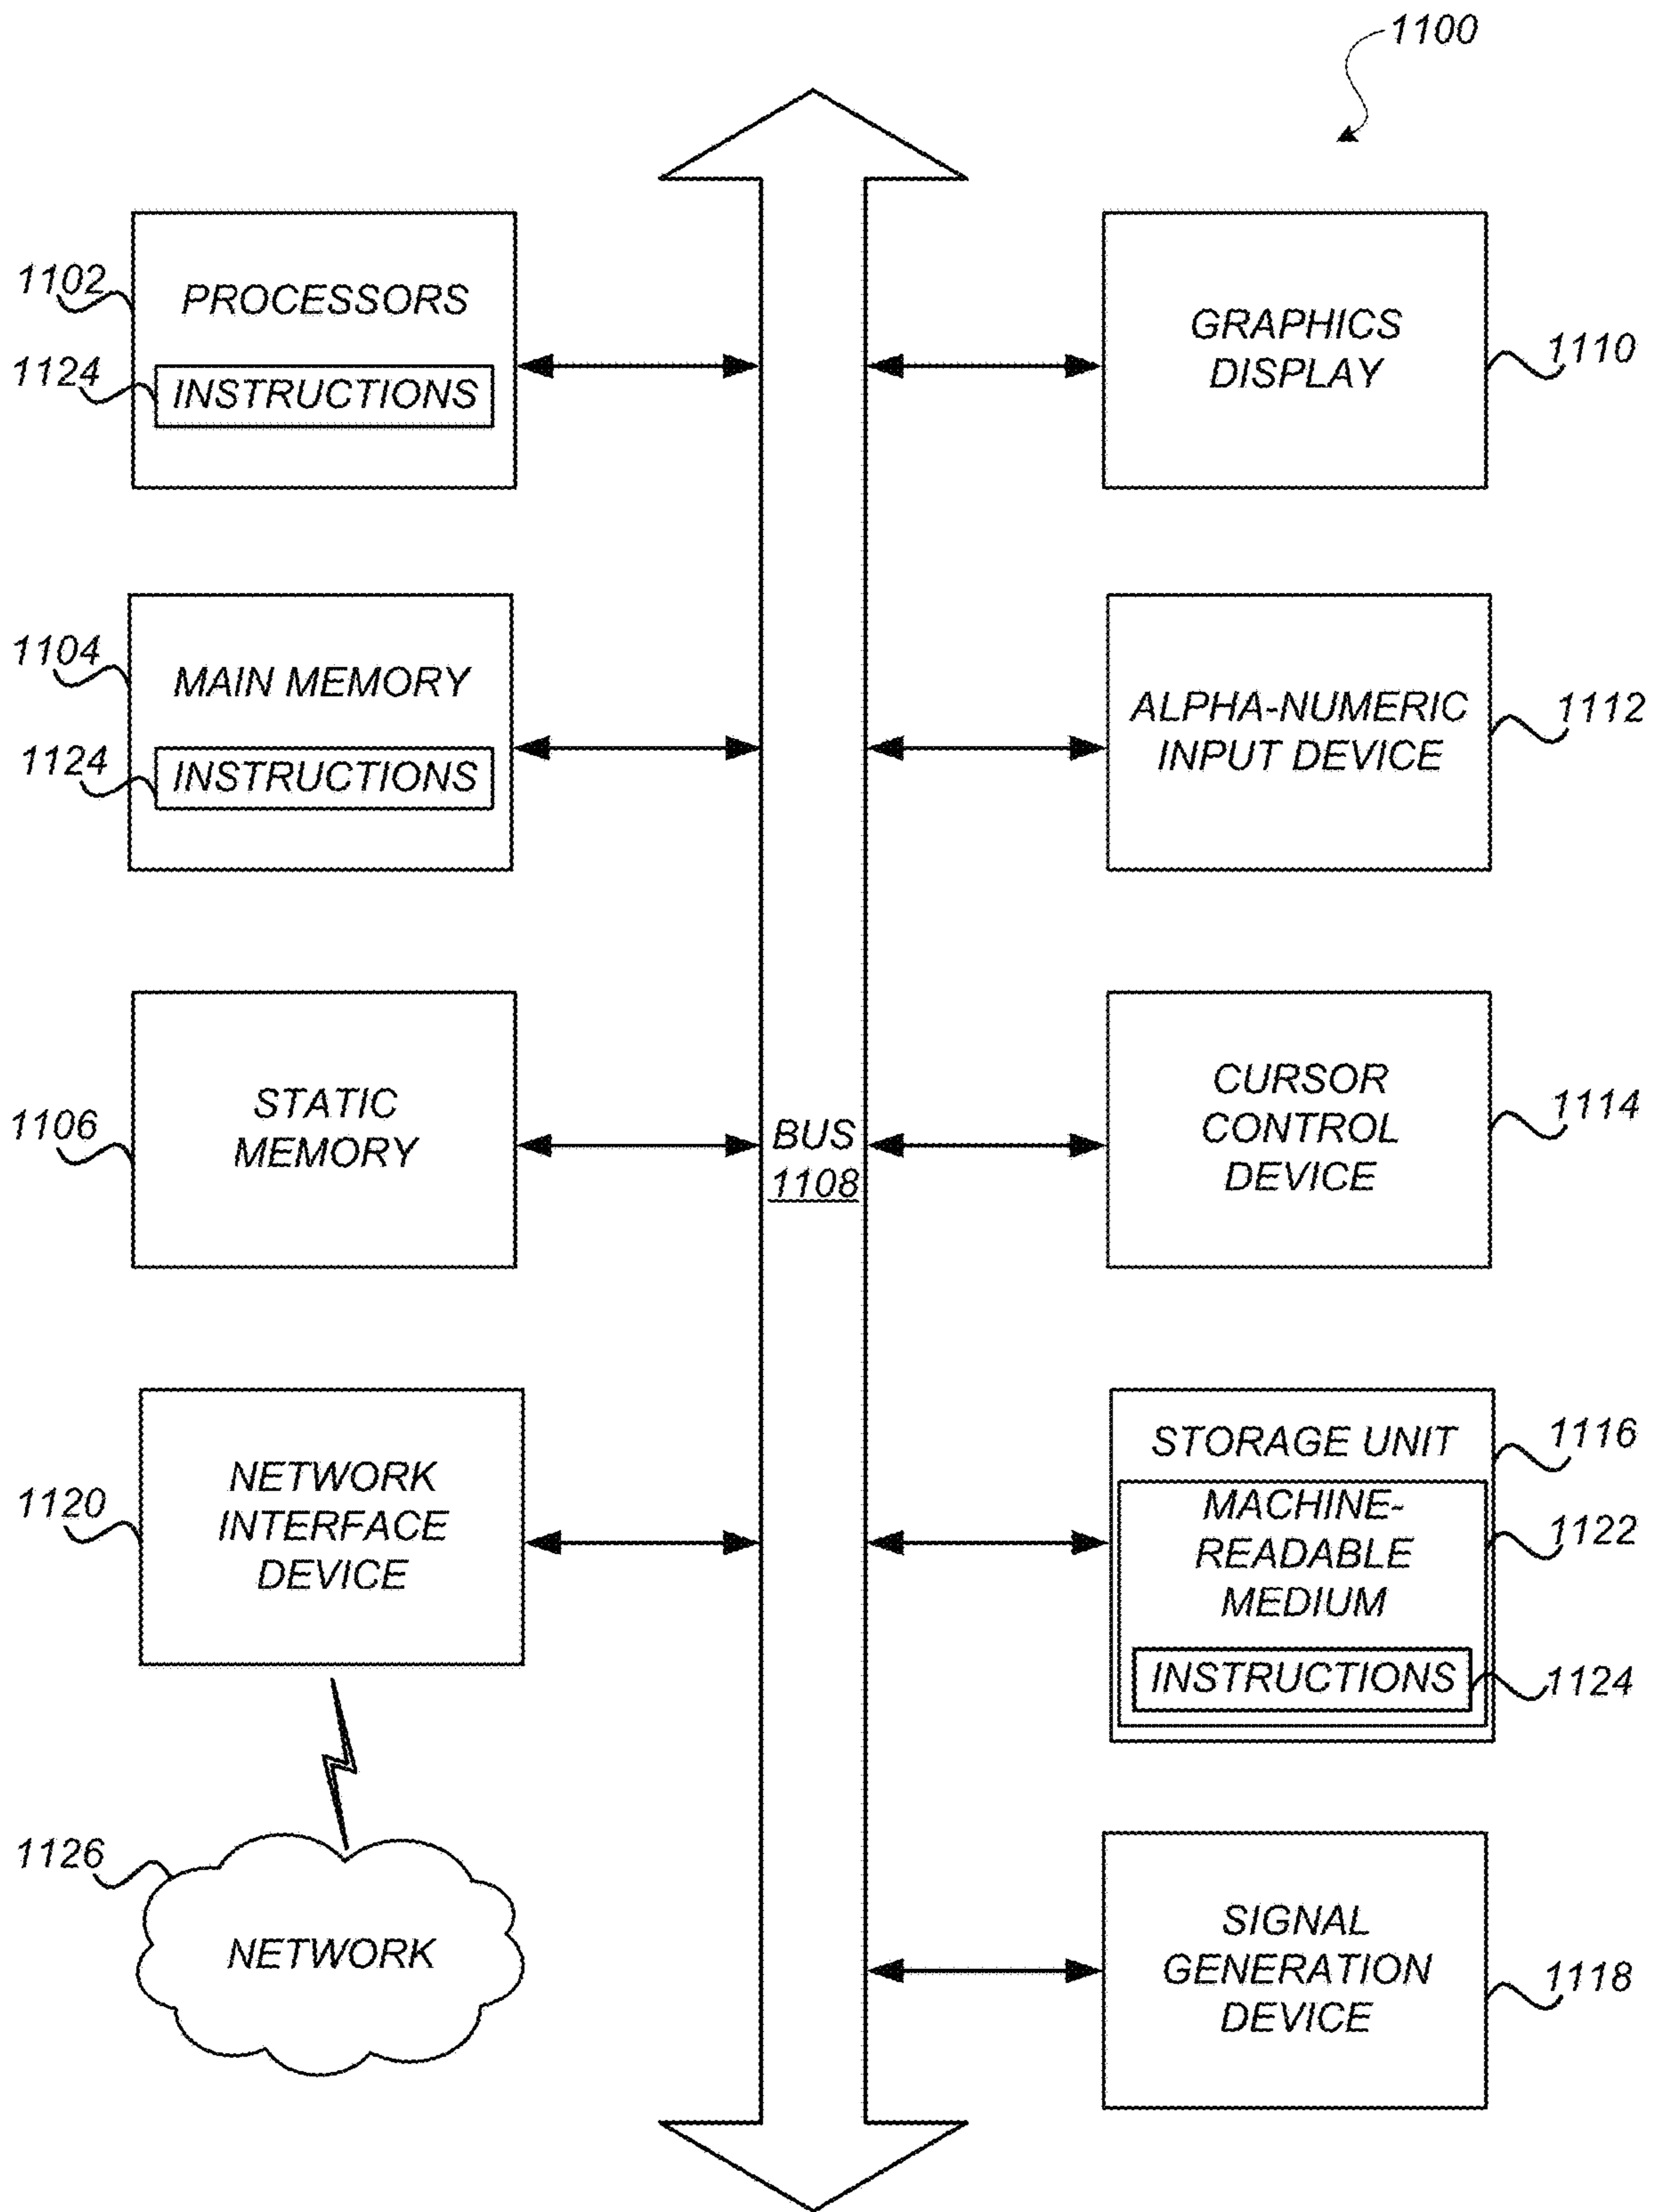 1100
1102
PROCESSORS
1124
INSTRUCTIONS
GRAPHICS
DISPLAY
1110
1104
MAIN MEMORY
1124
INSTRUCTIONS
ALPHA-NUMERIC
INPUT DEVICE
1112
1106
STATIC
MEMORY
BUS
1108
CURSOR
CONTROL
DEVICE
1114
1120
NETWORK
INTERFACE
DEVICE
STORAGE UNIT
1116
MACHINE-
READABLE
MEDIUM
1122
INSTRUCTIONS
1124
1126
NETWORK
SIGNAL
GENERATION
DEVICE
1118